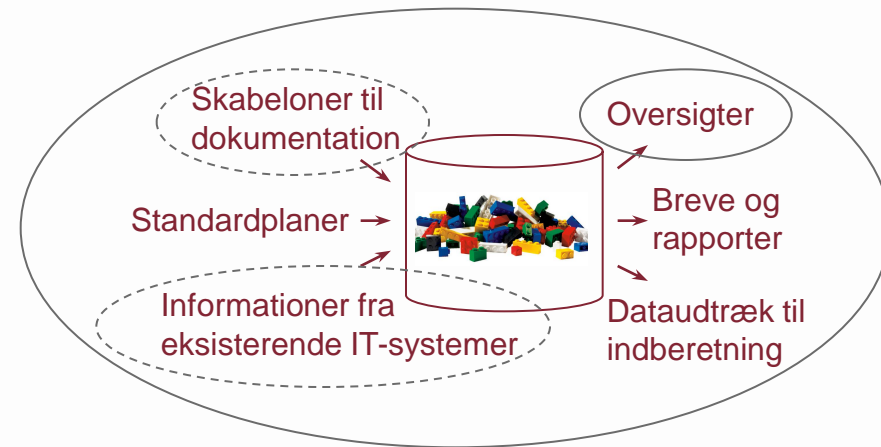 Skabeloner til
dokumentation
Standardplaner
Informationer fra
eksisterende IT-systemer
Oversigter
Breve og
rapporter
Dataudtræk til
indberetning